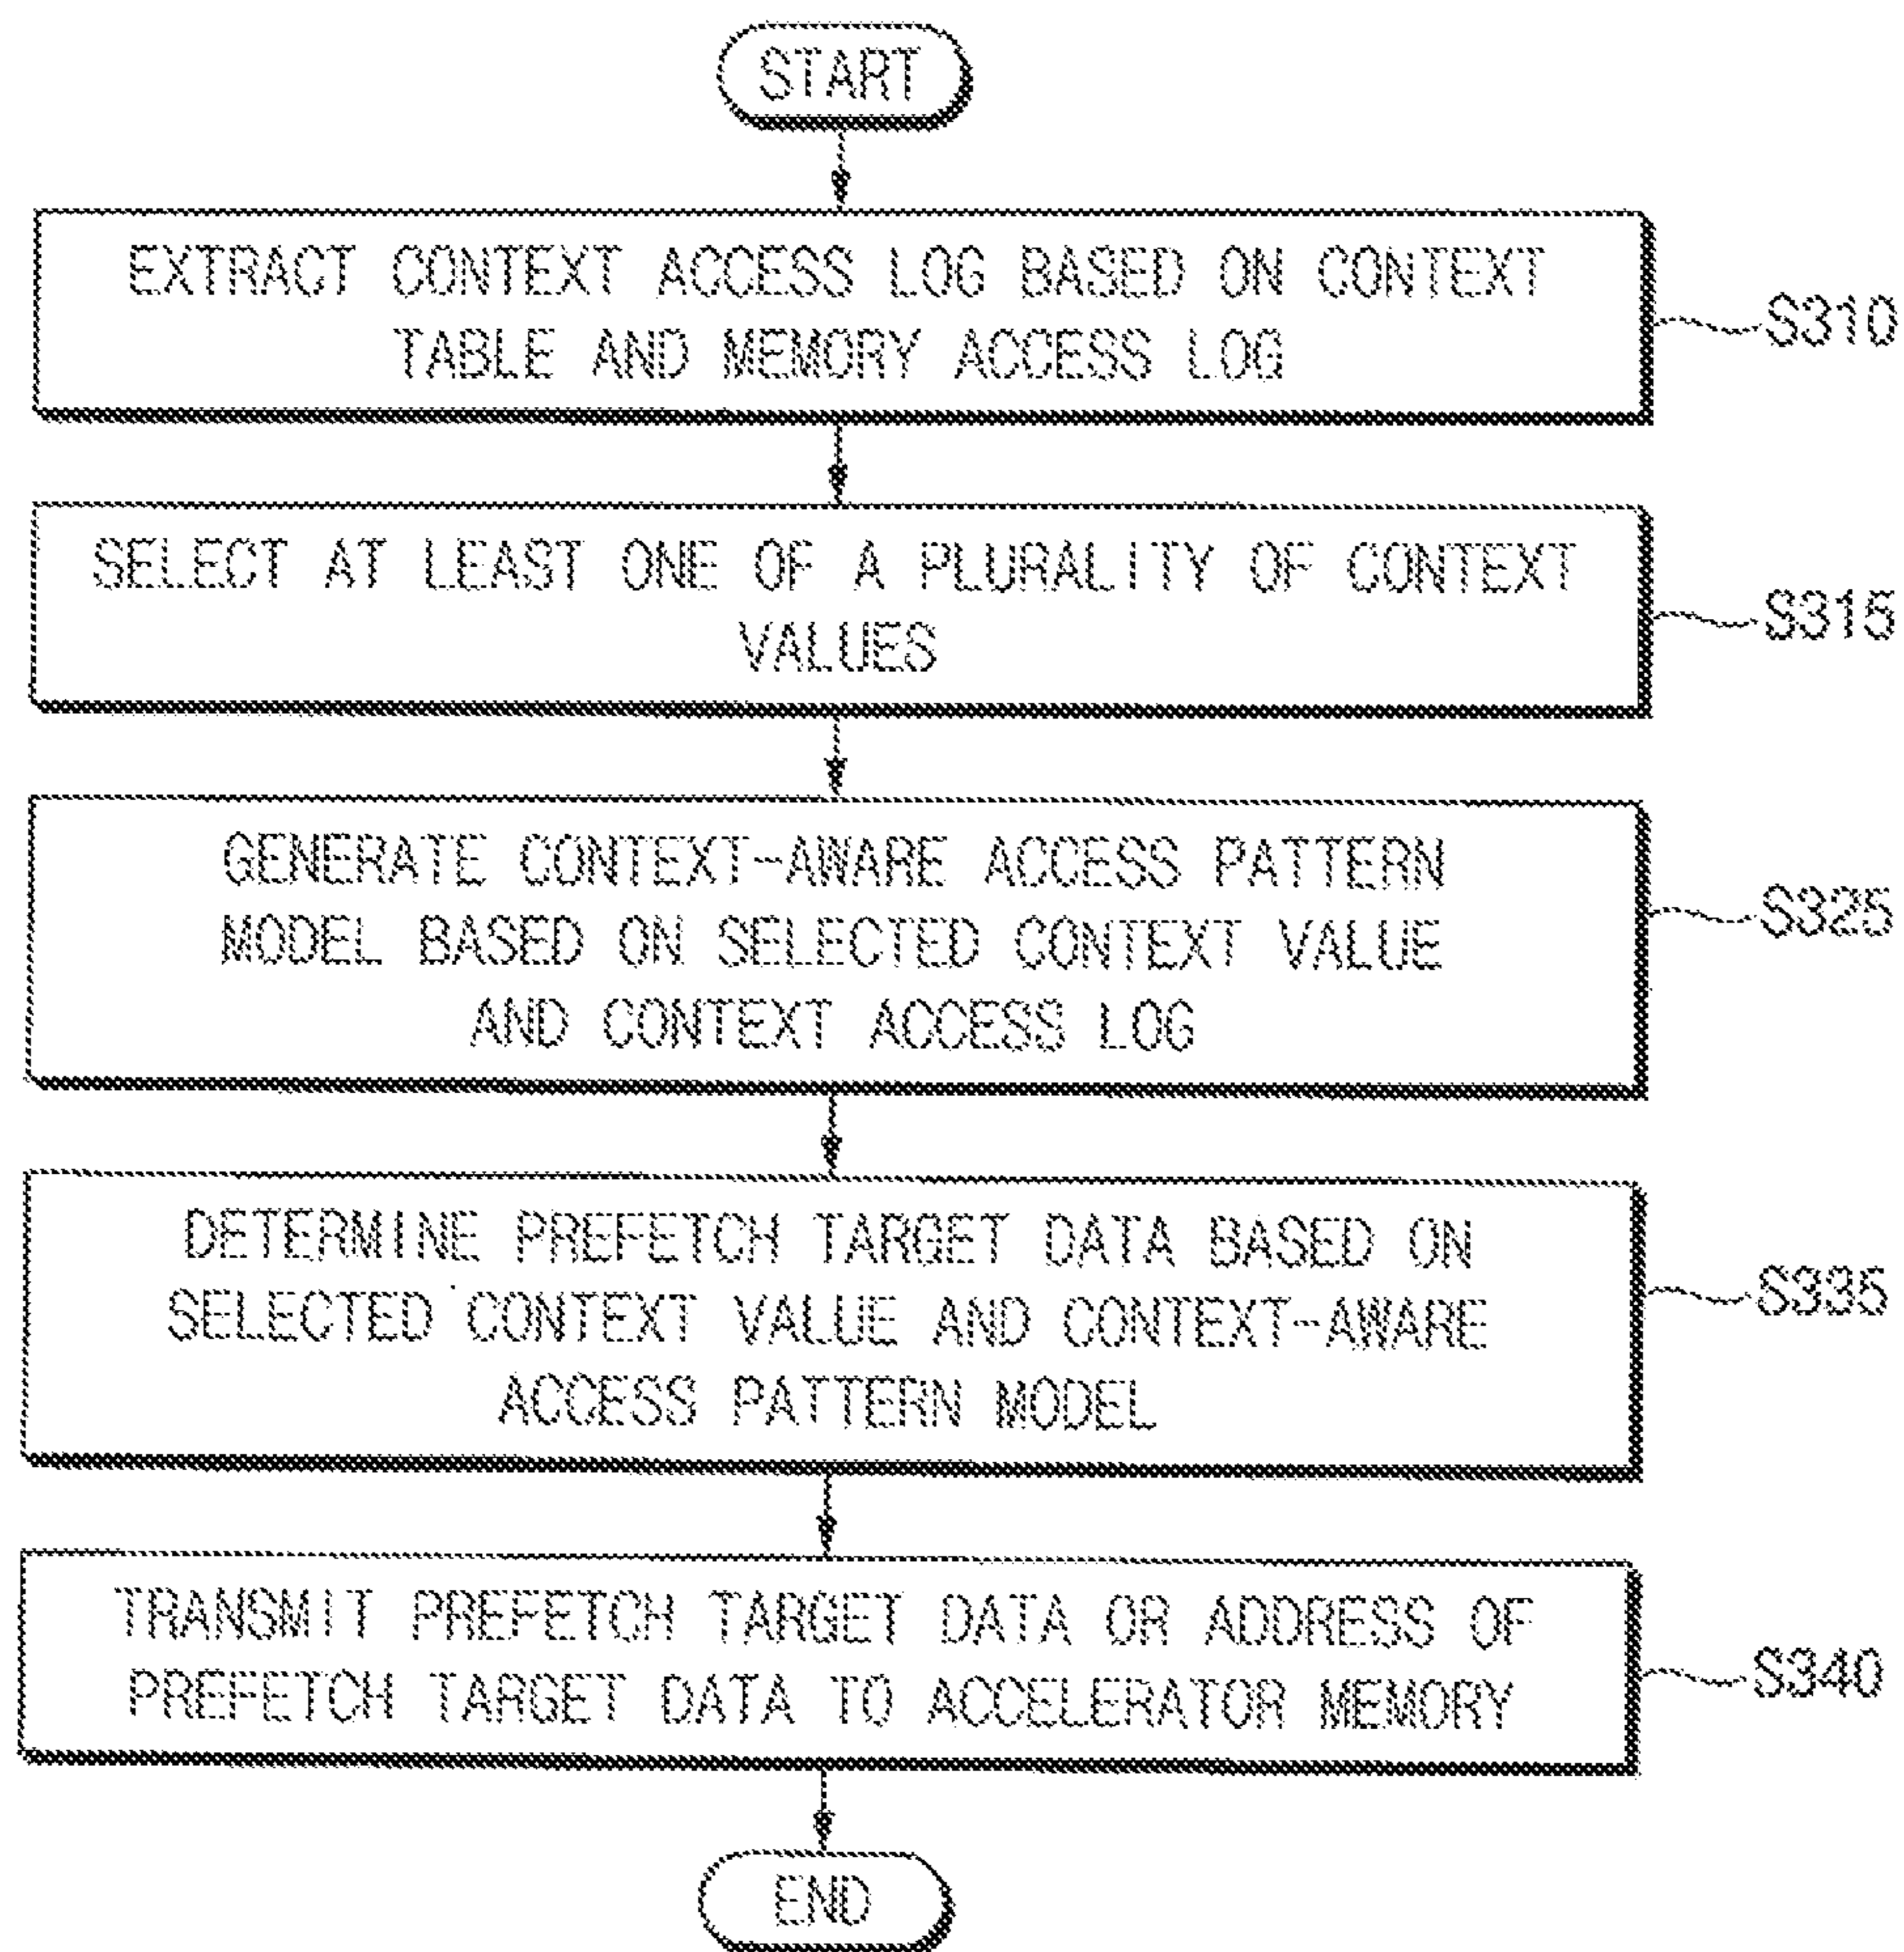 START
EXTRACT CONTEXT ACCESS LOG BASED ON CONTEXT
TABLE AND MEMORY ACCESS LOG
S310
SELECT AT LEAST ONE OF A PLURALITY OF CONTEXT
VALUES
S315
GENERATE CONTEXT-AWARE ACCESS PATTERN
MODEL BASED ON SELECTED CONTEXT VALUE
AND CONTEXT ACCESS LOG
S325
DETERMINE PREFETCH TARGET DATA BASED ON
SELECTED CONTEXT VALUE AND CONTEXT-AWARE
ACCESS PATTERN MODEL
S335
TRANSMIT PREFETCH TARGET DATA OR ADDRESS OF
PREFETCH TARGET DATA TO ACCELERATOR MEMORY
S340
END